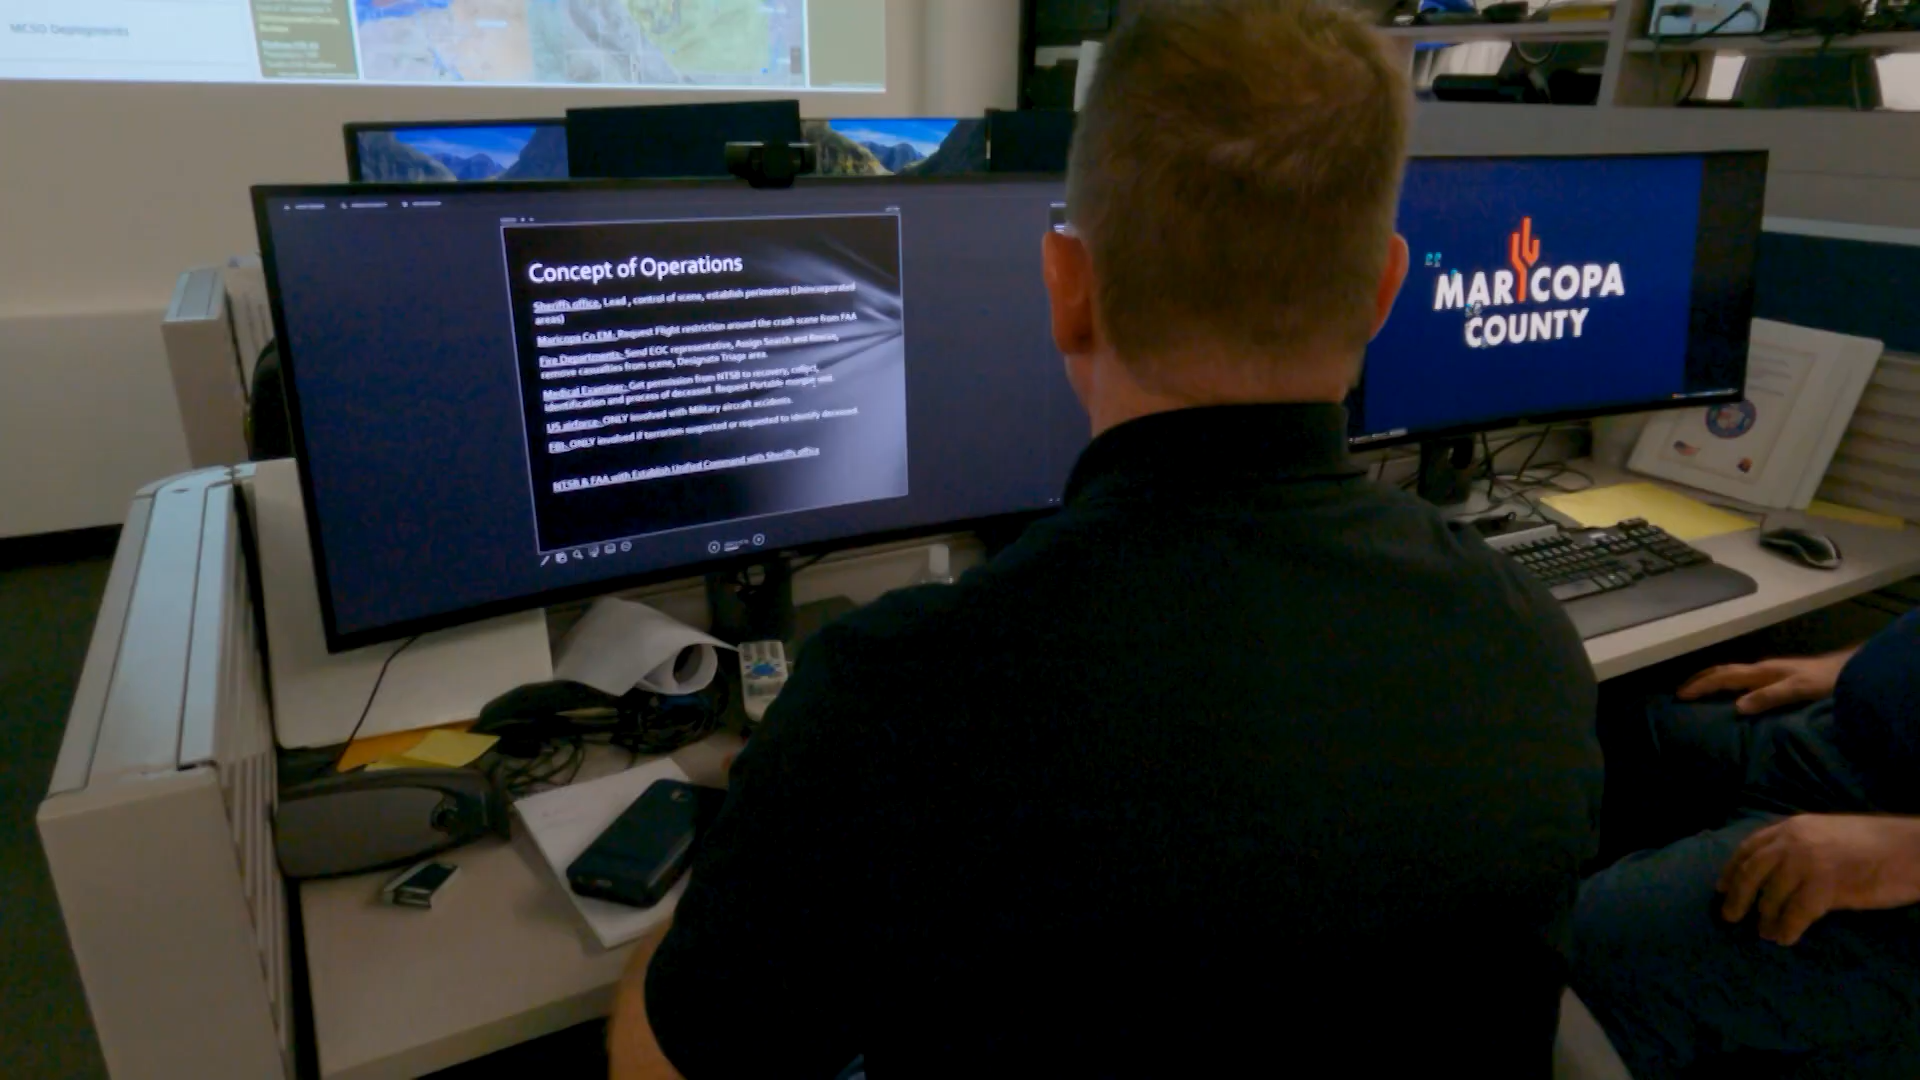 MCSO Deployments
Concept of Operations
Sheriffs office, Lead , control of scene, establish perimeters (Unincorporated
areas)
Maricopa Co EM- Request Flight restriction around the crash scene from FAA
Fire Departments- Send EOC representative, Assign Search and Rescue,
remove casualties from scene, Designate Triage area.
Medical Examiner- Get permission from NTSB to recovery, collect,
identification and process of deceased. Request Portable morgue unit.
US airforce- ONLY involved with Military aircraft accidents.
FBI- ONLY involved if terrorism suspected or requested to identify deceased
NTSB & FAA with Establish Unified Command with Sheriffs office
MARICOPA
COUNTY